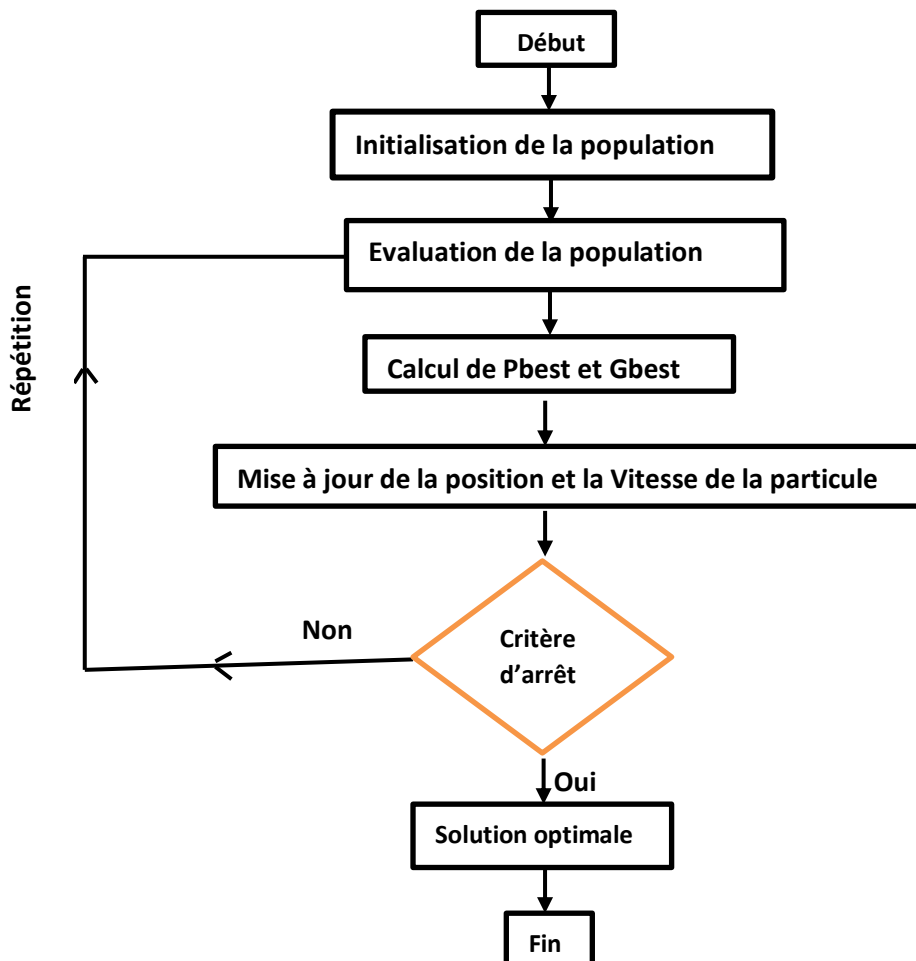 Début
Initialisation de la population
Evaluation de la population
Répétition
Calcul de Pbest et Gbest
Mise à jour de la position et la Vitesse de la particule
Non
Critère
d’arrêt
Oui
Solution optimale
Fin